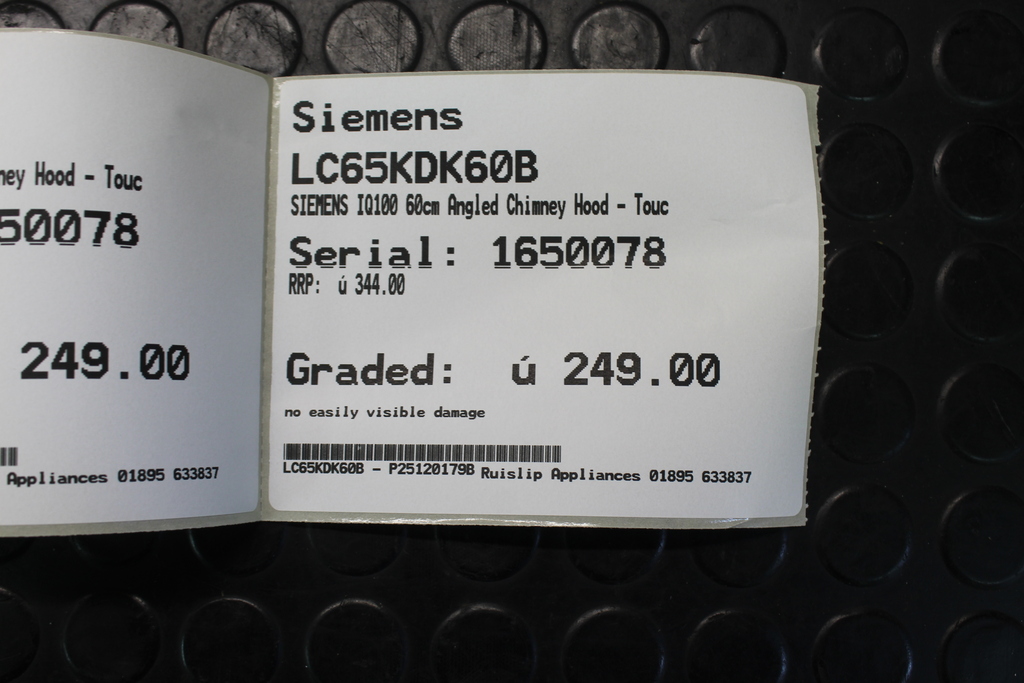 ney Hood - Touc
50078
249.00
Appliances 01895 633837
Siemens
LC65KDK60B
SIEMENS IQ100 60cm Angled Chimney Hood - Touc
Serial: 1650078
RRP: ú 344.00
Graded: ú 249.00
no easily visible damage
LC65KDK60B - P25120179B Ruislip Appliances 01895 633837